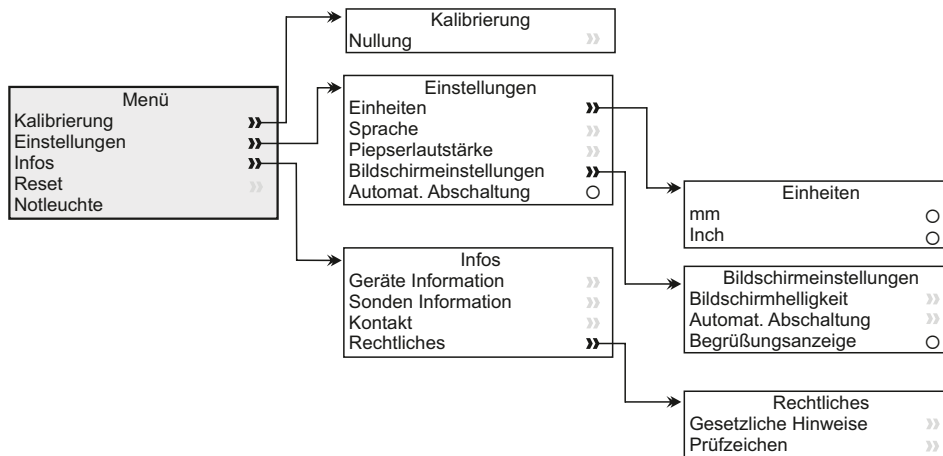 Menü
Kalibrierung
Einstellungen
Infos
Reset
Notleuchte
Kalibrierung
Nullung
Einstellungen
Einheiten
Sprache
Piepserlautstärke
Bildschirmeinstellungen
Automat. Abschaltung
Infos
Geräte Information
Sonden Information
Kontakt
Rechtliches
Einheiten
mm
Inch
Bildschirmeinstellungen
Bildschirmhelligkeit
Automat. Abschaltung
Begrüßungsanzeige
Rechtliches
Gesetzliche Hinweise
Prüfzeichen